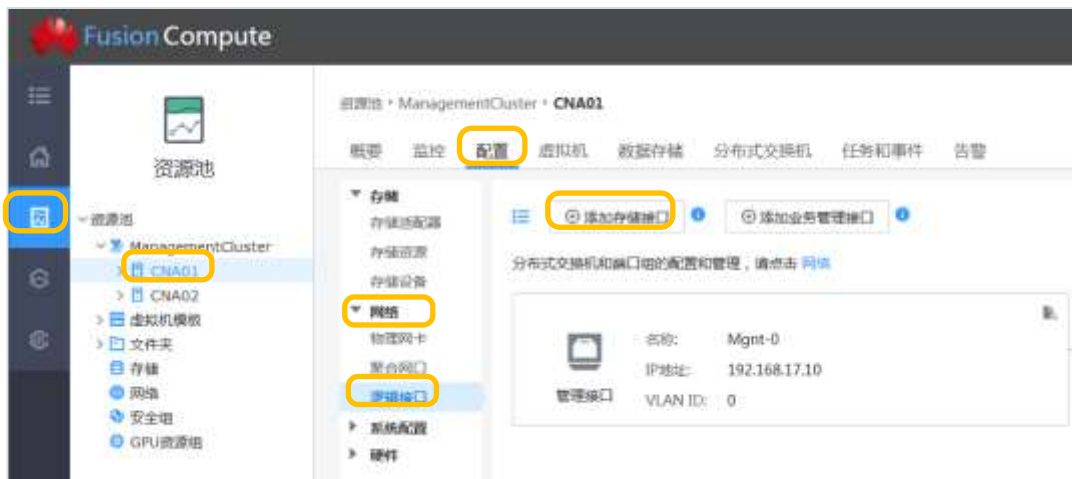 Fusion Compute
资源池
资源池 › ManagementCluster › CNA01
概要 监控 配置 虚拟机 数据存储 分布式交换机 任务和事件 告警
资源池
ManagementCluster
CNA01
CNA02
虚拟机模板
文件夹
存储
网络
安全组
GPU资源组
存储
存储适配器
存储资源
存储设备
网络
物理网卡
聚合网口
逻辑接口
系统配置
硬件
添加存储接口 添加业务管理接口
分布式交换机和端口组的配置和管理，请点击 网络
管理接口
名称: Mgnt-0
IP地址: 192.168.17.10
VLAN ID: 0